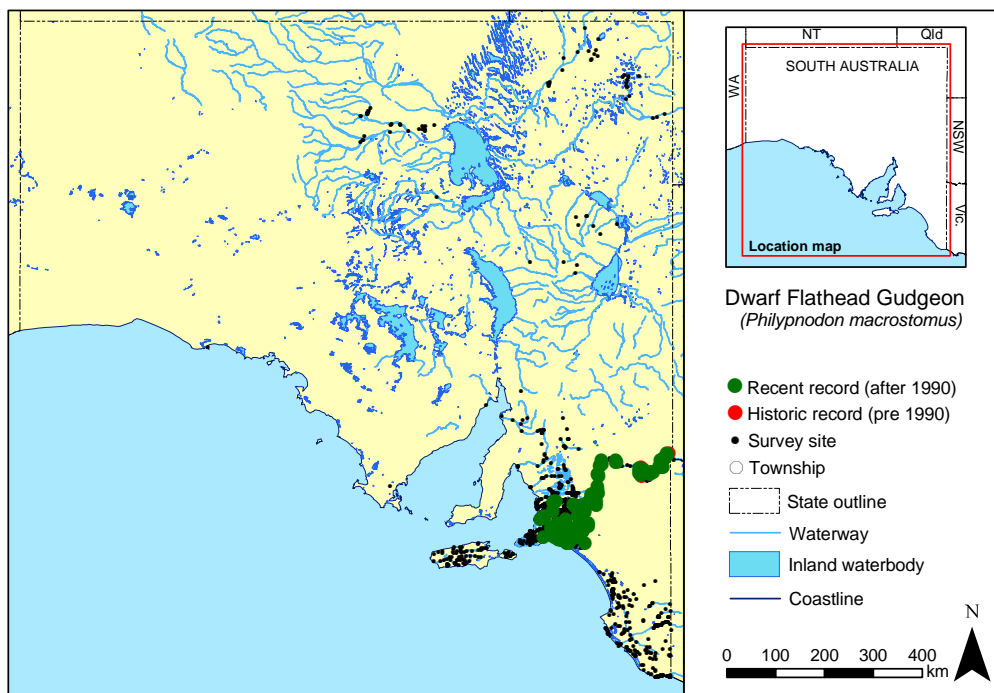 NT
Qld
SOUTH AUSTRALIA
WA
NSW
Vic.
Location map
Dwarf Flathead Gudgeon
(Philypnodon macrostomus)
Recent record (after 1990)
Historic record (pre 1990)
Survey site
Township
State outline
Waterway
Inland waterbody
Coastline
N
0 100 200 300 400
km